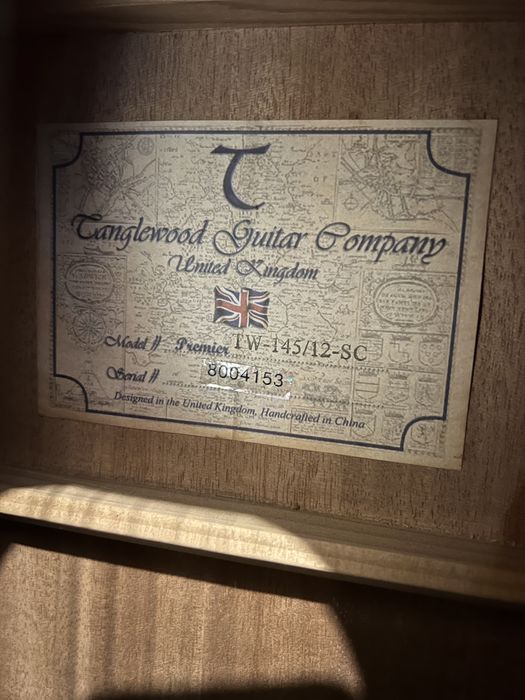 T
Tanglewood Guitar Company
United Kingdom
Model # Premier TW-145/12-SC
Serial # 8004153
Designed in the United Kingdom, Handcrafted in China